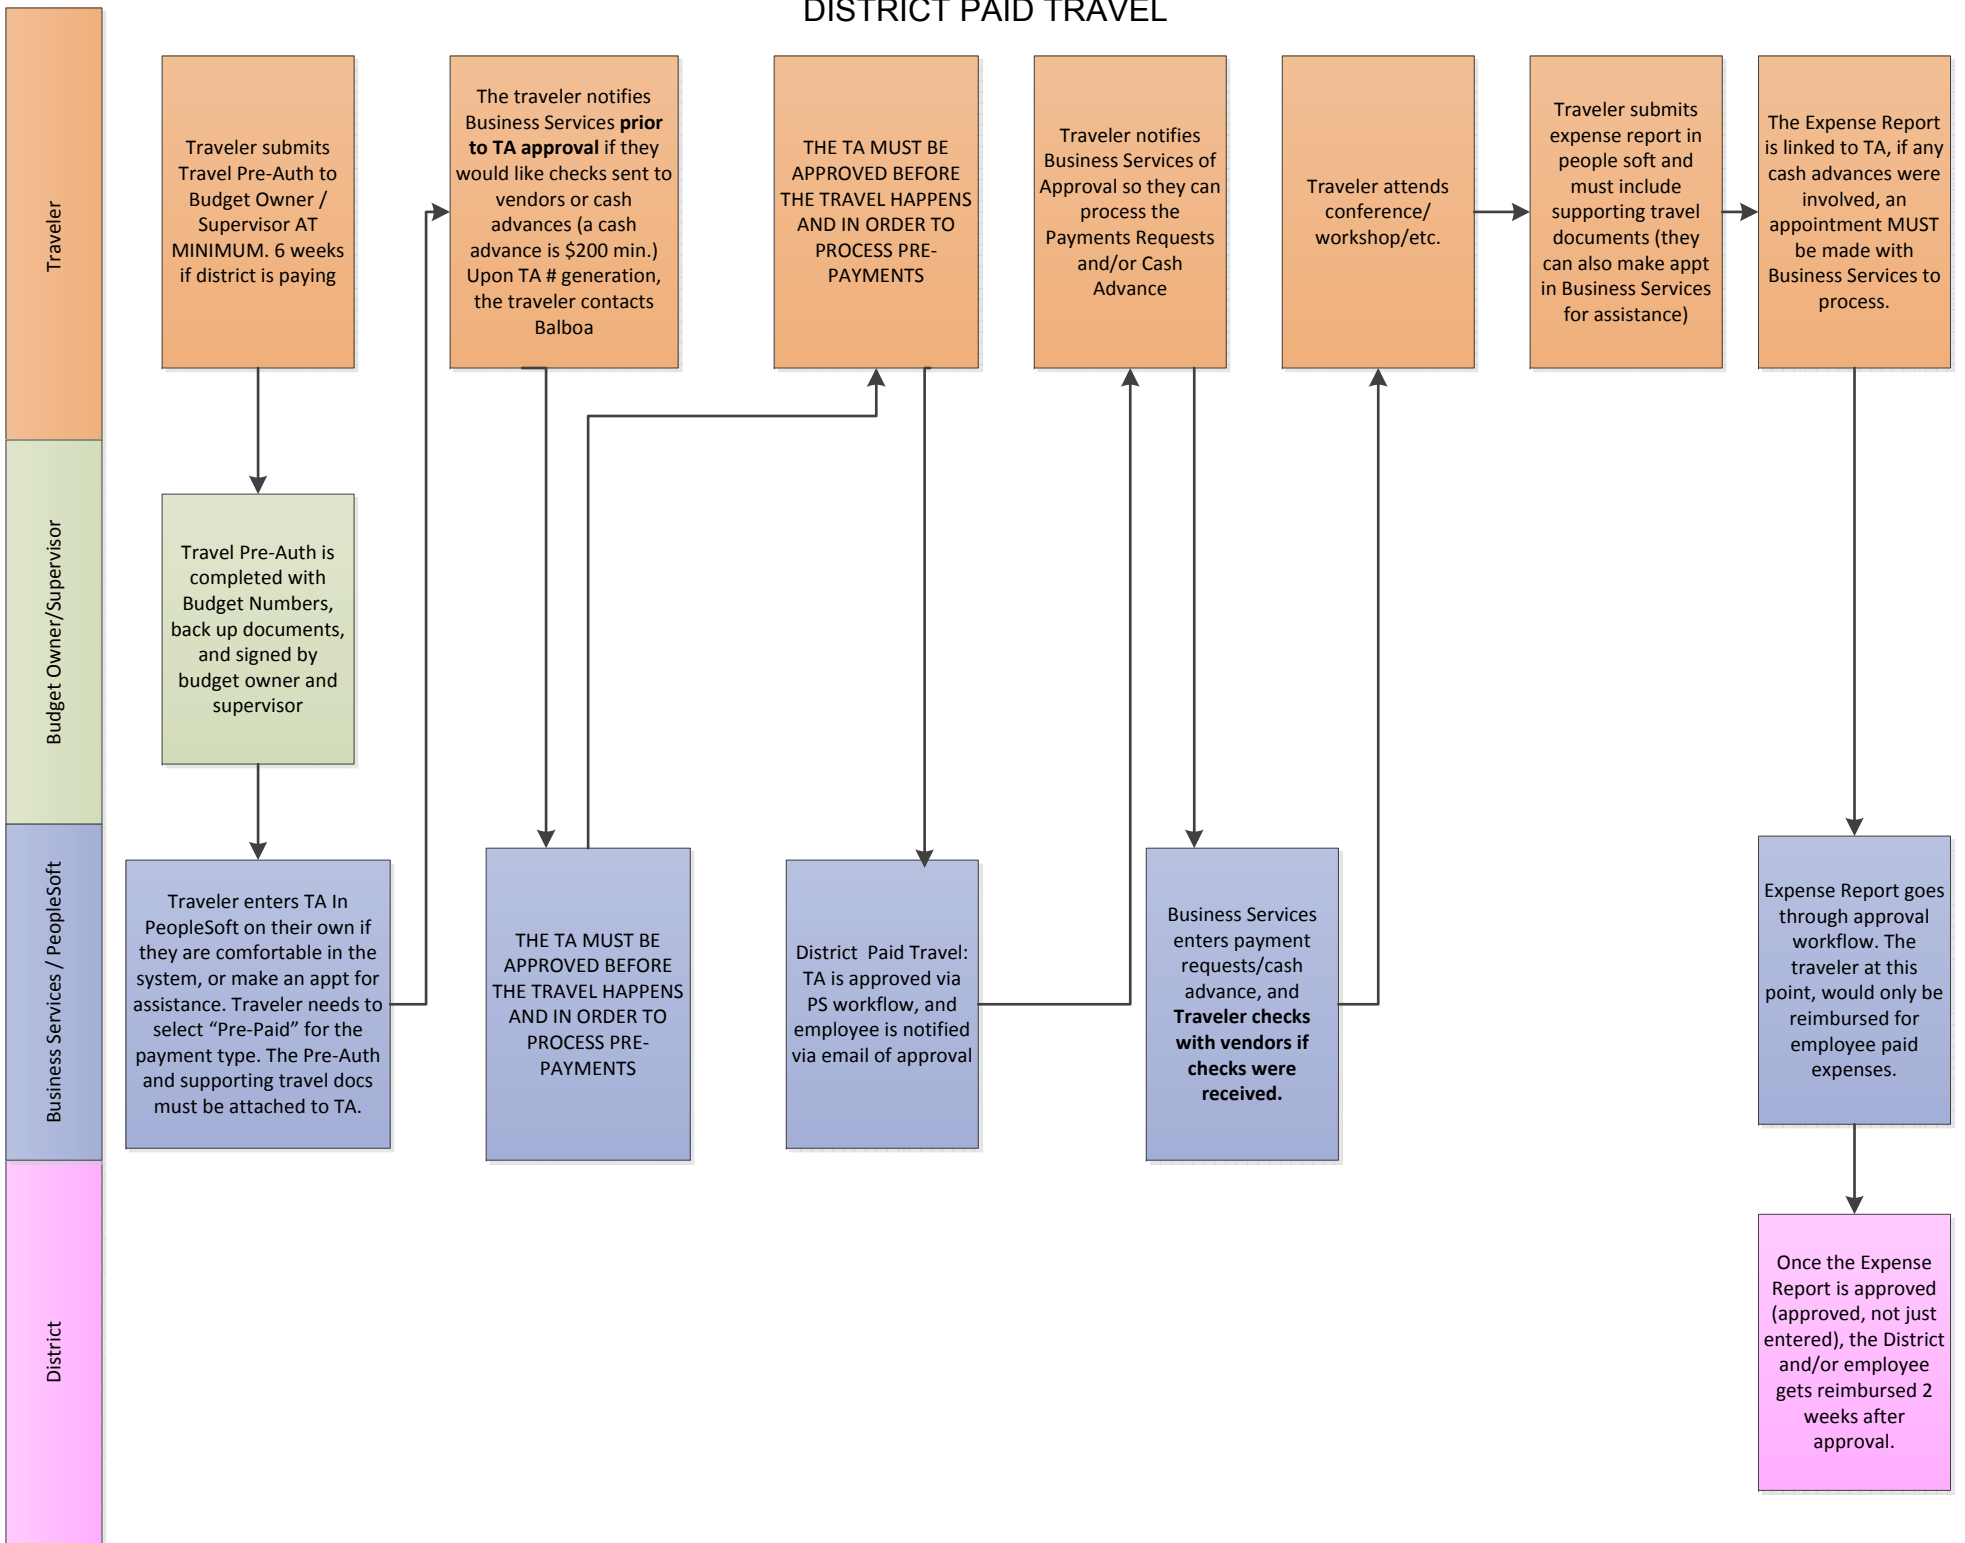 DISTRICT PAID TRAVEL
Traveler
Traveler submits
Travel Pre-Auth to
Budget Owner /
Supervisor AT
MINIMUM. 6 weeks
if district is paying
The traveler notifies
Business Services prior
to TA approval if they
would like checks sent to
vendors or cash
advances (a cash
advance is $200 min.)
Upon TA # generation,
the traveler contacts
Balboa
THE TA MUST BE
APPROVED BEFORE
THE TRAVEL HAPPENS
AND IN ORDER TO
PROCESS PRE-
PAYMENTS
Traveler notifies
Business Services of
Approval so they can
process the
Payments Requests
and/or Cash
Advance
Traveler attends
conference/
workshop/etc.
Traveler submits
expense report in
people soft and
must include
supporting travel
documents (they
can also make appt
in Business Services
for assistance)
The Expense Report
is linked to TA, if any
cash advances were
involved, an
appointment MUST
be made with
Business Services to
process.
Budget Owner/Supervisor
Travel Pre-Auth is
completed with
Budget Numbers,
back up documents,
and signed by
budget owner and
supervisor
Business Services / PeopleSoft
Traveler enters TA In
PeopleSoft on their own if
they are comfortable in the
system, or make an appt for
assistance. Traveler needs to
select “Pre-Paid” for the
payment type. The Pre-Auth
and supporting travel docs
must be attached to TA.
THE TA MUST BE
APPROVED BEFORE
THE TRAVEL HAPPENS
AND IN ORDER TO
PROCESS PRE-
PAYMENTS
District Paid Travel:
TA is approved via
PS workflow, and
employee is notified
via email of approval
Business Services
enters payment
requests/cash
advance, and
Traveler checks
with vendors if
checks were
received.
Expense Report goes
through approval
workflow. The
traveler at this
point, would only be
reimbursed for
employee paid
expenses.
District
Once the Expense
Report is approved
(approved, not just
entered), the District
and/or employee
gets reimbursed 2
weeks after
approval.